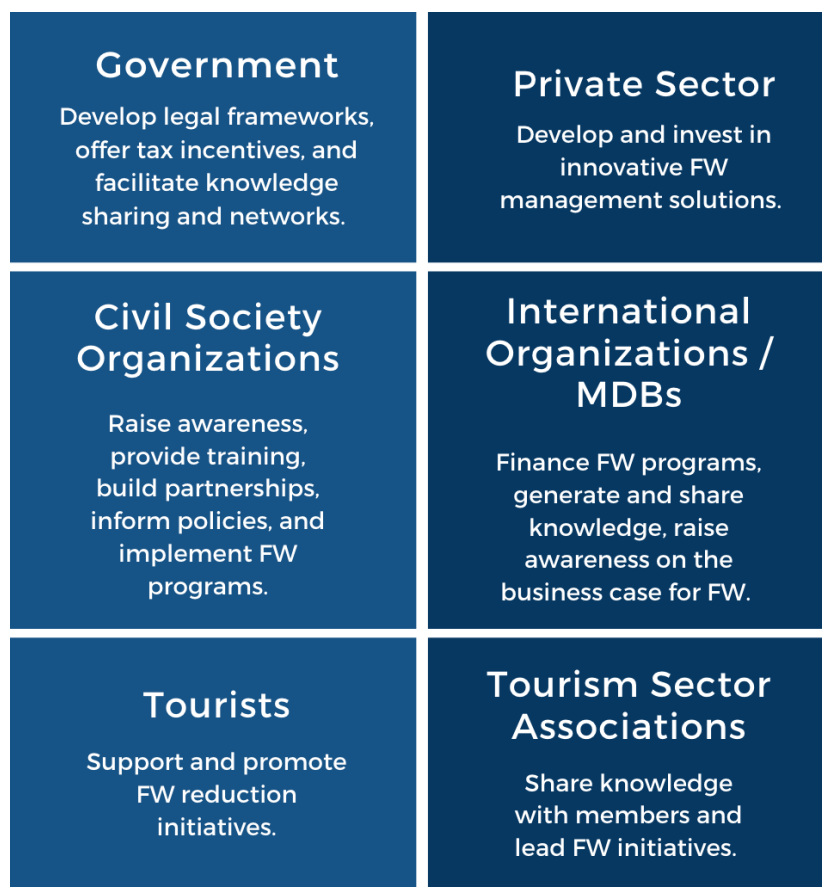 Government
Develop legal frameworks,
offer tax incentives, and
facilitate knowledge
sharing and networks.
Private Sector
Develop and invest in
innovative FW
management solutions.
Civil Society
Organizations
Raise awareness,
provide training,
build partnerships,
inform policies, and
implement FW
programs.
International
Organizations /
MDBs
Finance FW programs,
generate and share
knowledge, raise
awareness on the
business case for FW.
Tourists
Support and promote
FW reduction
initiatives.
Tourism Sector
Associations
Share knowledge
with members and
lead FW initiatives.